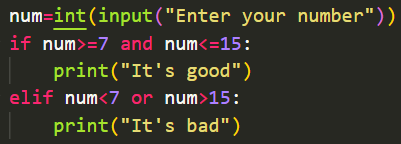 num=int(input("Enter your number"))
if num>=7 and num<=15:
    print("It's good")
elif num<7 or num>15:
    print("It's bad")